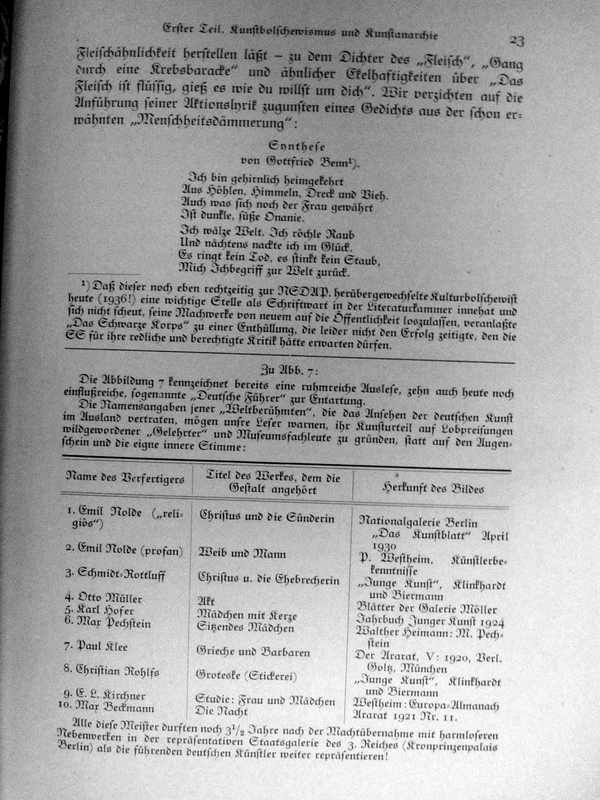 Erster Teil. Kunstbolschewismus und Kunstanarchie 23
Fleischähnlichkeit herstellen läßt – zu dem Dichter des „Fleisch“, „Gang
durch eine Krebsbaracke“ und ähnlicher Ekelhaftigkeiten über „Das
Fleisch ist flüssig, gieß es wie du willst um dich“. Wir verzichten auf die
Anführung seiner Aktionslyrik zugunsten eines Gedichts aus der schon er=
wähnten „Menschheitsdämmerung“:
Synthese
von Gottfried Benn¹).
Ich bin gehirnlich heimgekehrt
Aus Höhlen, Himmeln, Dreck und Vieh.
Auch was sich noch der Frau gewährt
Ist dunkle, süße Onanie.
Ich wälze Welt. Ich röchle Raub
Und nächtens nackte ich im Glück.
Es ringt kein Tod, es stinkt kein Staub,
Mich Ichbegriff zur Welt zurück.
¹) Daß dieser noch eben rechtzeitig zur NSDAP. herübergewechselte Kulturbolschewist
heute (1936!) eine wichtige Stelle als Schriftwart in der Literaturkammer innehat und
sich nicht scheut, seine Machwerke von neuem auf die Öffentlichkeit loszulassen, veranlaßte
„Das Schwarze Korps“ zu einer Enthüllung, die leider nicht den Erfolg zeitigte, den die
SS für ihre redliche und berechtigte Kritik hätte erwarten dürfen.
Zu Abb. 7:
Die Abbildung 7 kennzeichnet bereits eine ruhmreiche Auslese, zehn auch heute noch
einflußreiche, sogenannte „Deutsche Führer“ zur Entartung.
Die Namensangaben jener „Weltberühmten“, die das Ansehen der deutschen Kunst
im Ausland vertraten, mögen unsre Leser warnen, ihr Kunsturteil auf Lobpreisungen
wildgewordener „Gelehrter“ und Museumsfachleute zu gründen, statt auf den Augen=
schein und die eigne innere Stimme:
Name des Verfertigers Titel des Werkes, dem die Herkunft des Bildes
Gestalt angehört
1. Emil Nolde („reli= Christus und die Sünderin Nationalgalerie Berlin
giös“) „Das Kunstblatt“ April
1930
2. Emil Nolde (profan) Weib und Mann P. Westheim, Künstlerbe=
kenntnisse
3. Schmidt=Rottluff Christus u. die Ehebrecherin „Junge Kunst“, Klinkhardt
und Biermann
4. Otto Müller Akt Blätter der Galerie Möller
5. Karl Hofer Mädchen mit Kerze Jahrbuch Junger Kunst 1924
6. Max Pechstein Sitzendes Mädchen Walther Heimann: M. Pech=
stein
7. Paul Klee Grieche und Barbaren Der Ararat, V: 1920, Verl.
Goltz, München
8. Christian Rohlfs Groteske (Stickerei) „Junge Kunst“, Klinkhardt
und Biermann
9. E. L. Kirchner Studie: Frau und Mädchen Westheim: Europa=Almanach
10. Max Beckmann Die Nacht Ararat 1921 Nr. 11.
Alle diese Meister durften noch 3½ Jahre nach der Machtübernahme mit harmloseren
Nebenwerken in der repräsentativen Staatsgalerie des 3. Reiches (Kronprinzenpalais
Berlin) als die führenden deutschen Künstler weiter repräsentieren!